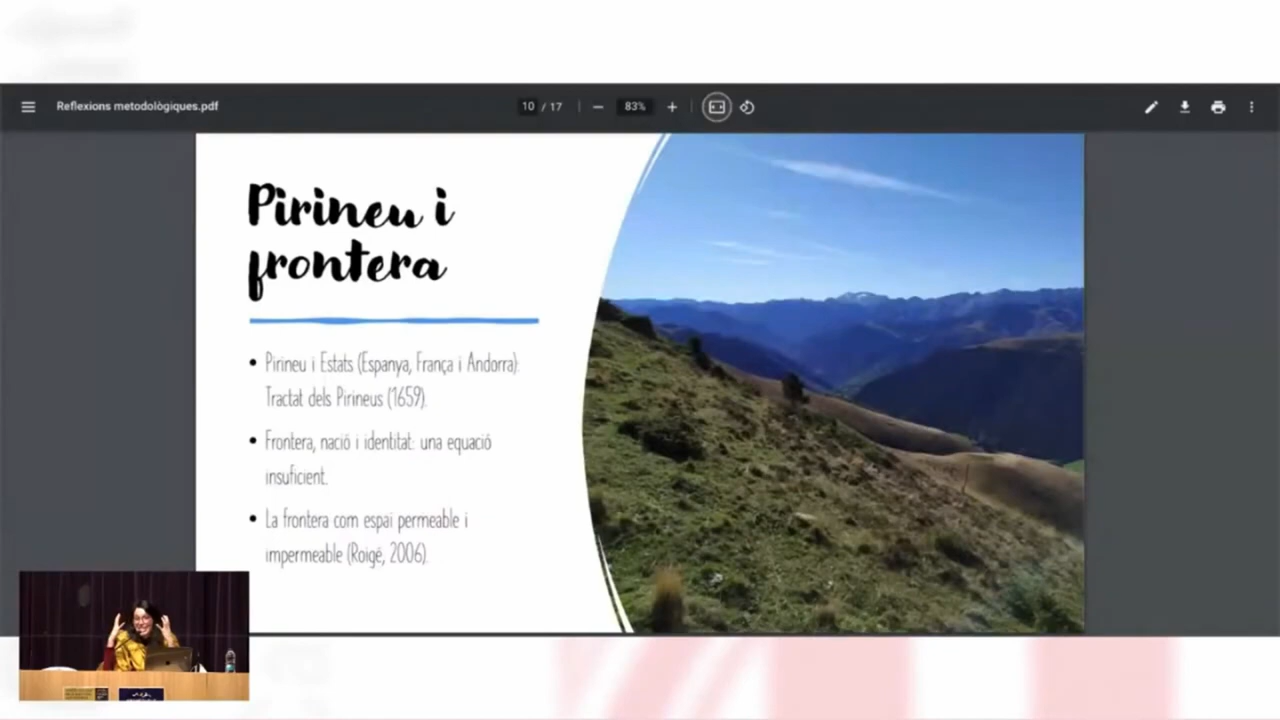 Reflexions metodològiques.pdf
10 / 17
83%
Pirineu i
frontera
• Pirineu i Estats (Espanya, França i Andorra):
Tractat dels Pirineus (1659).
• Frontera, nació i identitat: una equació
insuficient.
• La frontera com espai permeable i
impermeable (Roigé, 2006).